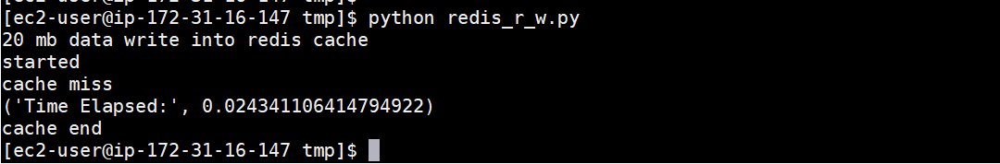 [ec2-user@ip-172-31-16-147 tmp]$ python redis_r_w.py
20 mb data write into redis cache
started
cache miss
('Time Elapsed:', 0.024341106414794922)
cache end
[ec2-user@ip-172-31-16-147 tmp]$